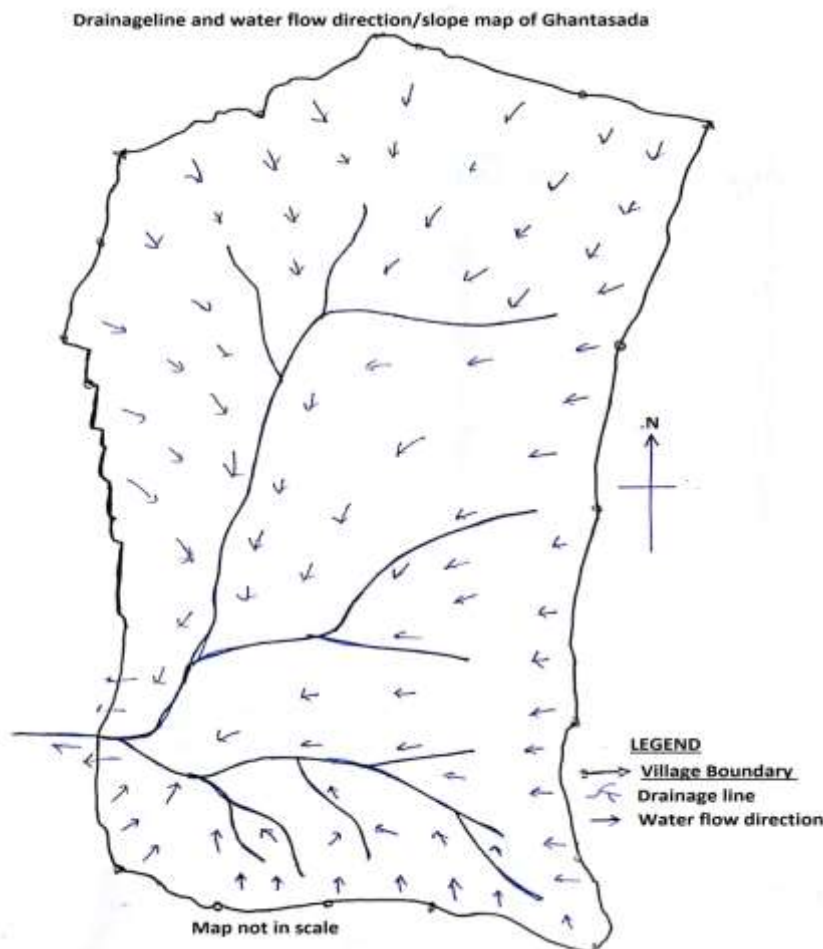 Drainageline and water flow direction/slope map of Ghantasada
.N
LEGEND
Village Boundary
Drainage line
Water flow direction
Map not in scale